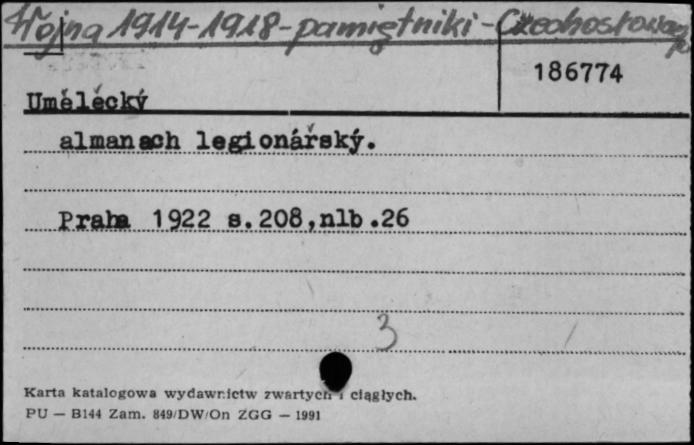 Wojna 1914-1918-pamiętniki-Czechosłowacja
186774
Umělécký
almanach legionářský.
Praha 1922 s.208,nlb.26
3
Karta katalogowa wydawnictw zwartych i ciągłych.
PU — B144 Zam. 849/DW/On ZGG — 1991